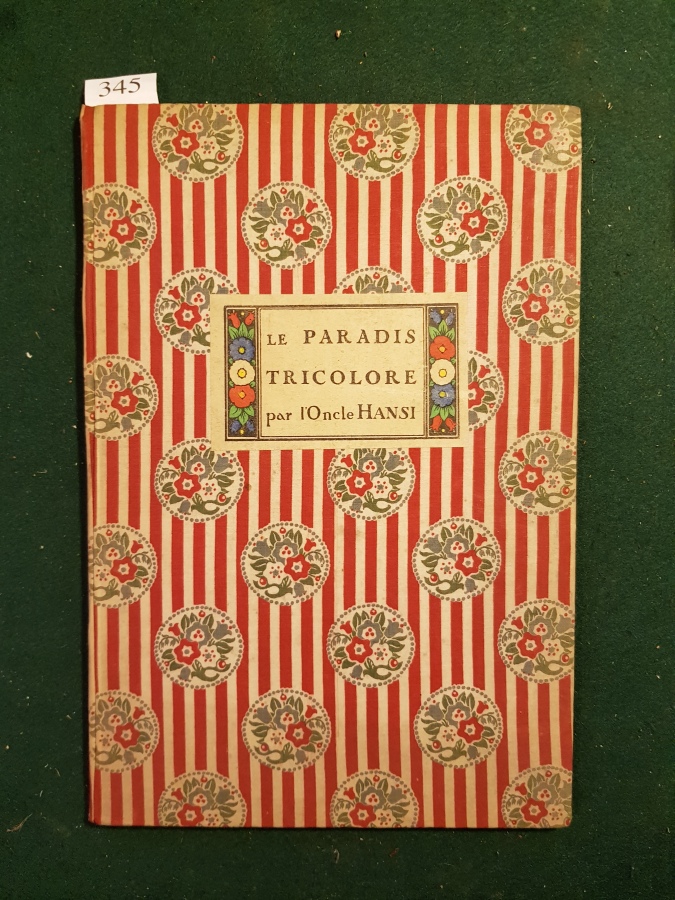 345
LE PARADIS
TRICOLORE
par l'Oncle HANSI